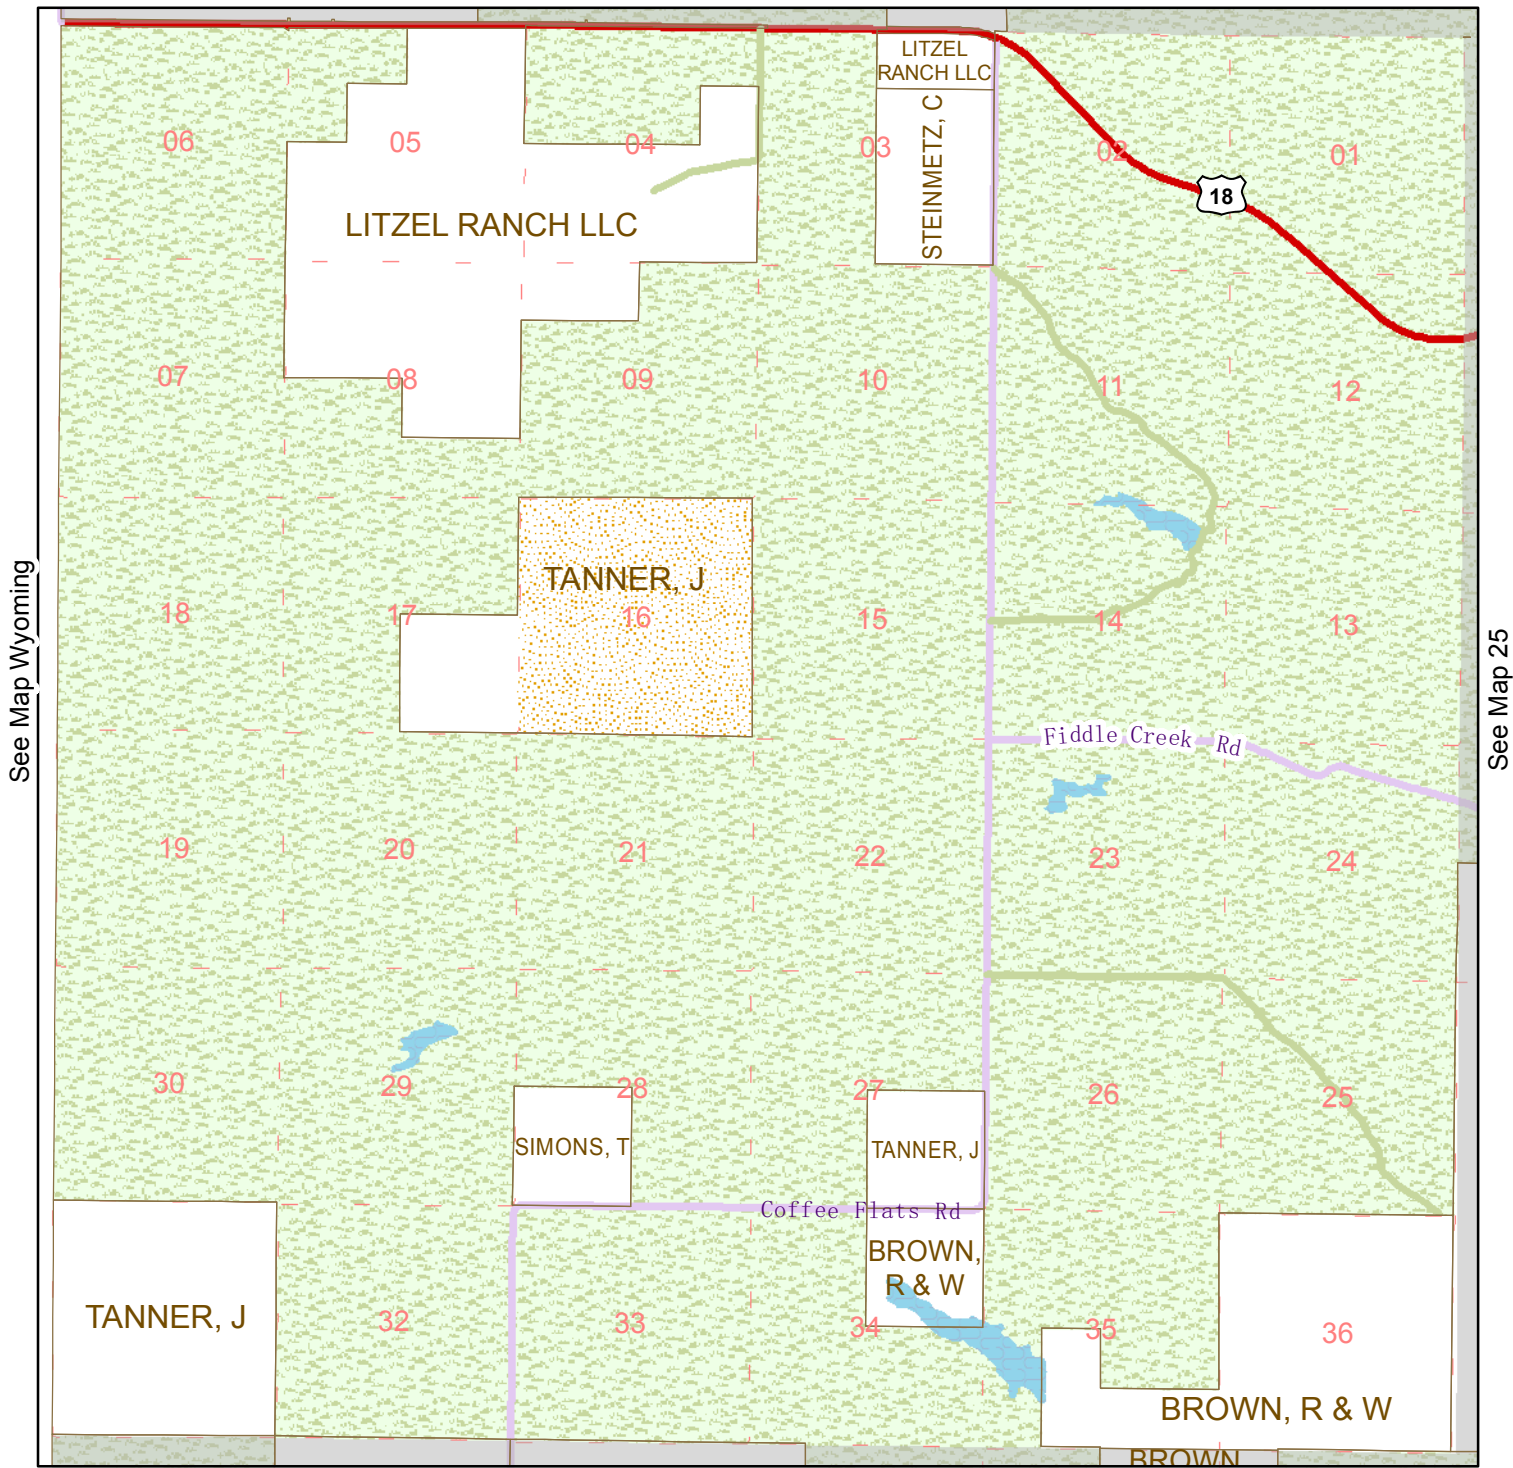 LITZEL
RANCH LLC
STEINMETZ, C
06
05
04
03
02
01
18
LITZEL RANCH LLC
07
08
09
10
11
12
TANNER, J
18
17
16
15
14
13
See Map Wyoming
See Map 25
Fiddle Creek Rd
19
20
21
22
23
24
30
29
28
27
26
25
SIMONS, T
TANNER, J
Coffee Flats Rd
BROWN,
R & W
TANNER, J
32
33
34
35
36
BROWN, R & W
BROWN